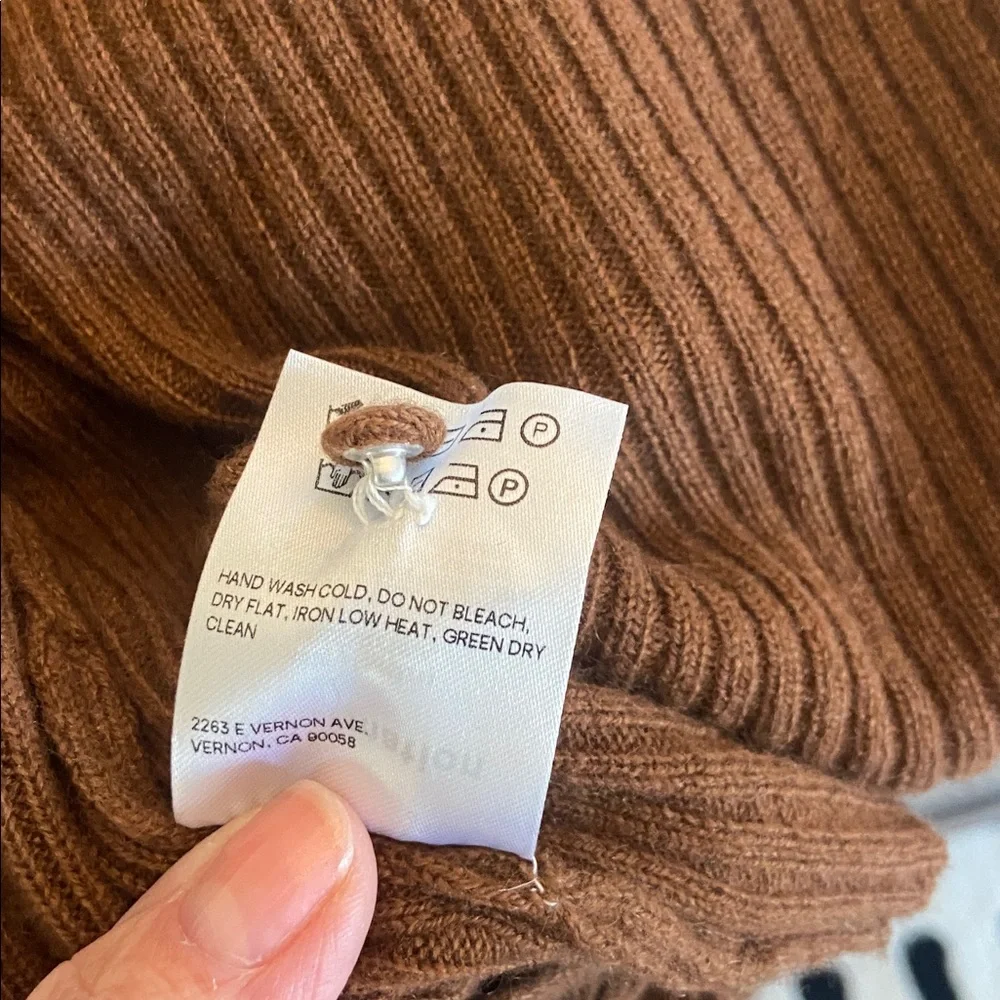 P
P
HAND WASH COLD, DO NOT BLEACH,
DRY FLAT, IRON LOW HEAT, GREEN DRY
CLEAN
2263 E VERNON AVE.
VERNON, CA 90058